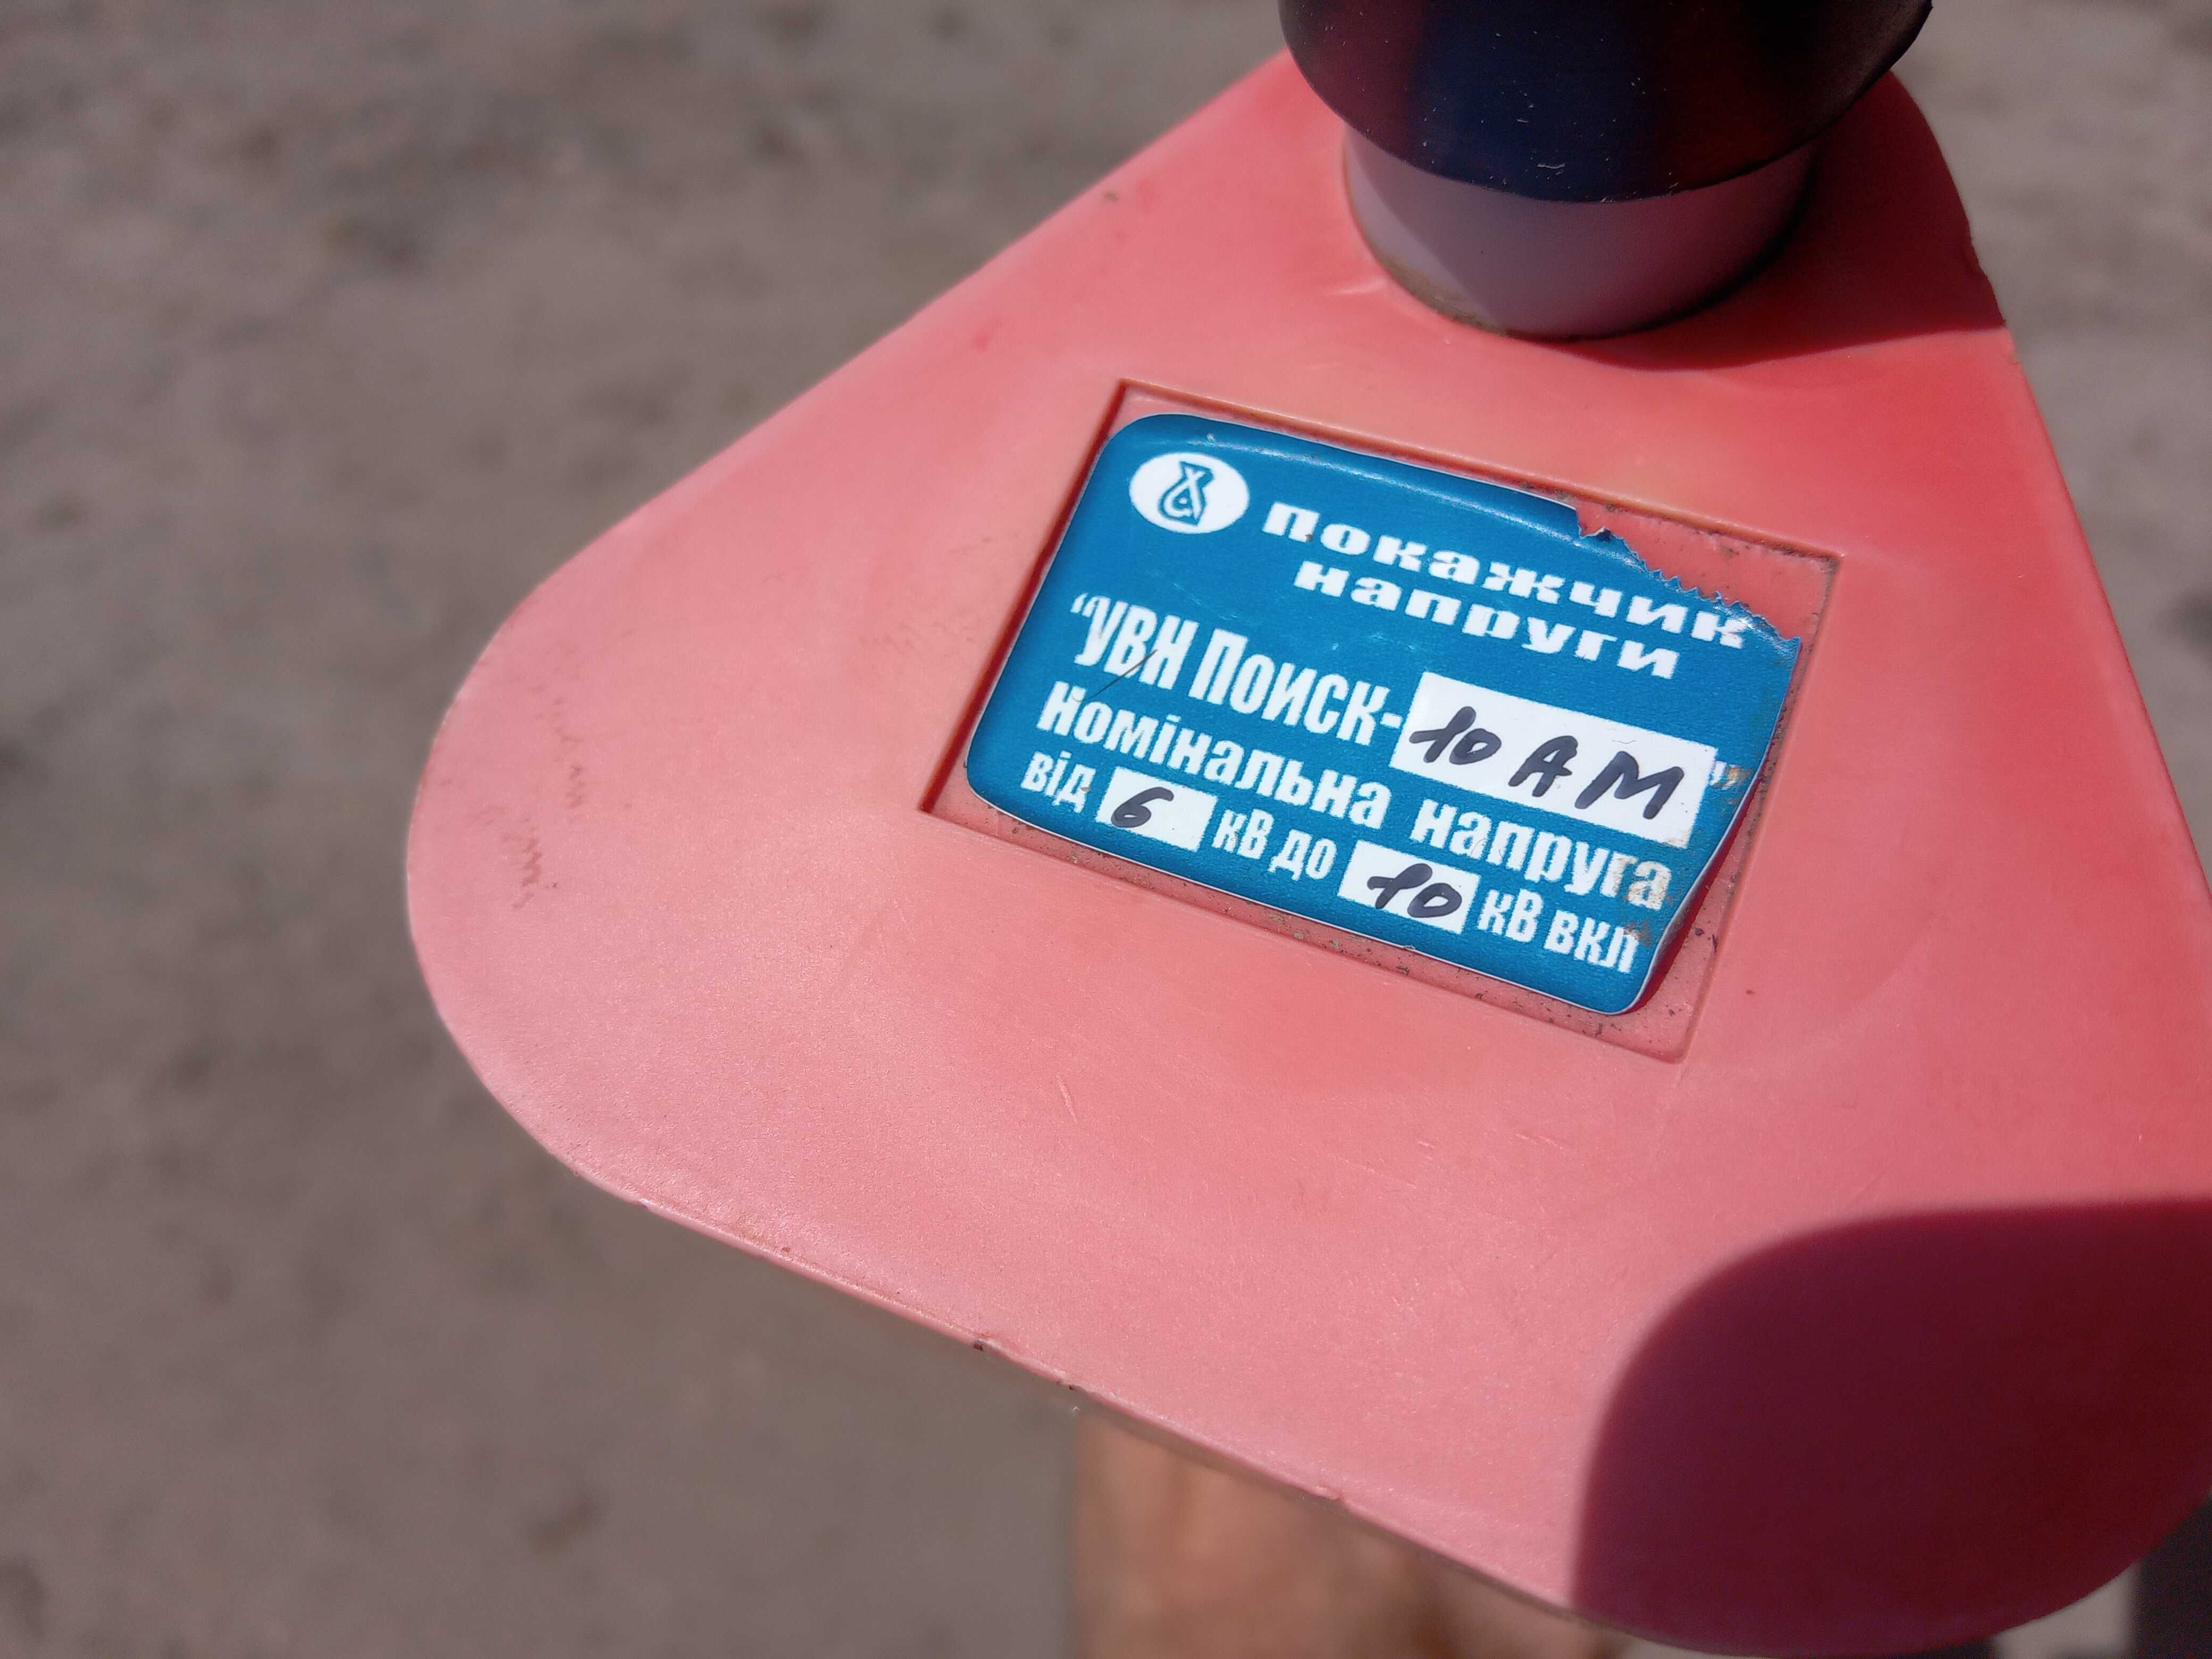 Покажчик
напруги
“УВН Поиск-10 А М”
Номінальна напруга
від 6 кВ до 10 кВ вкл